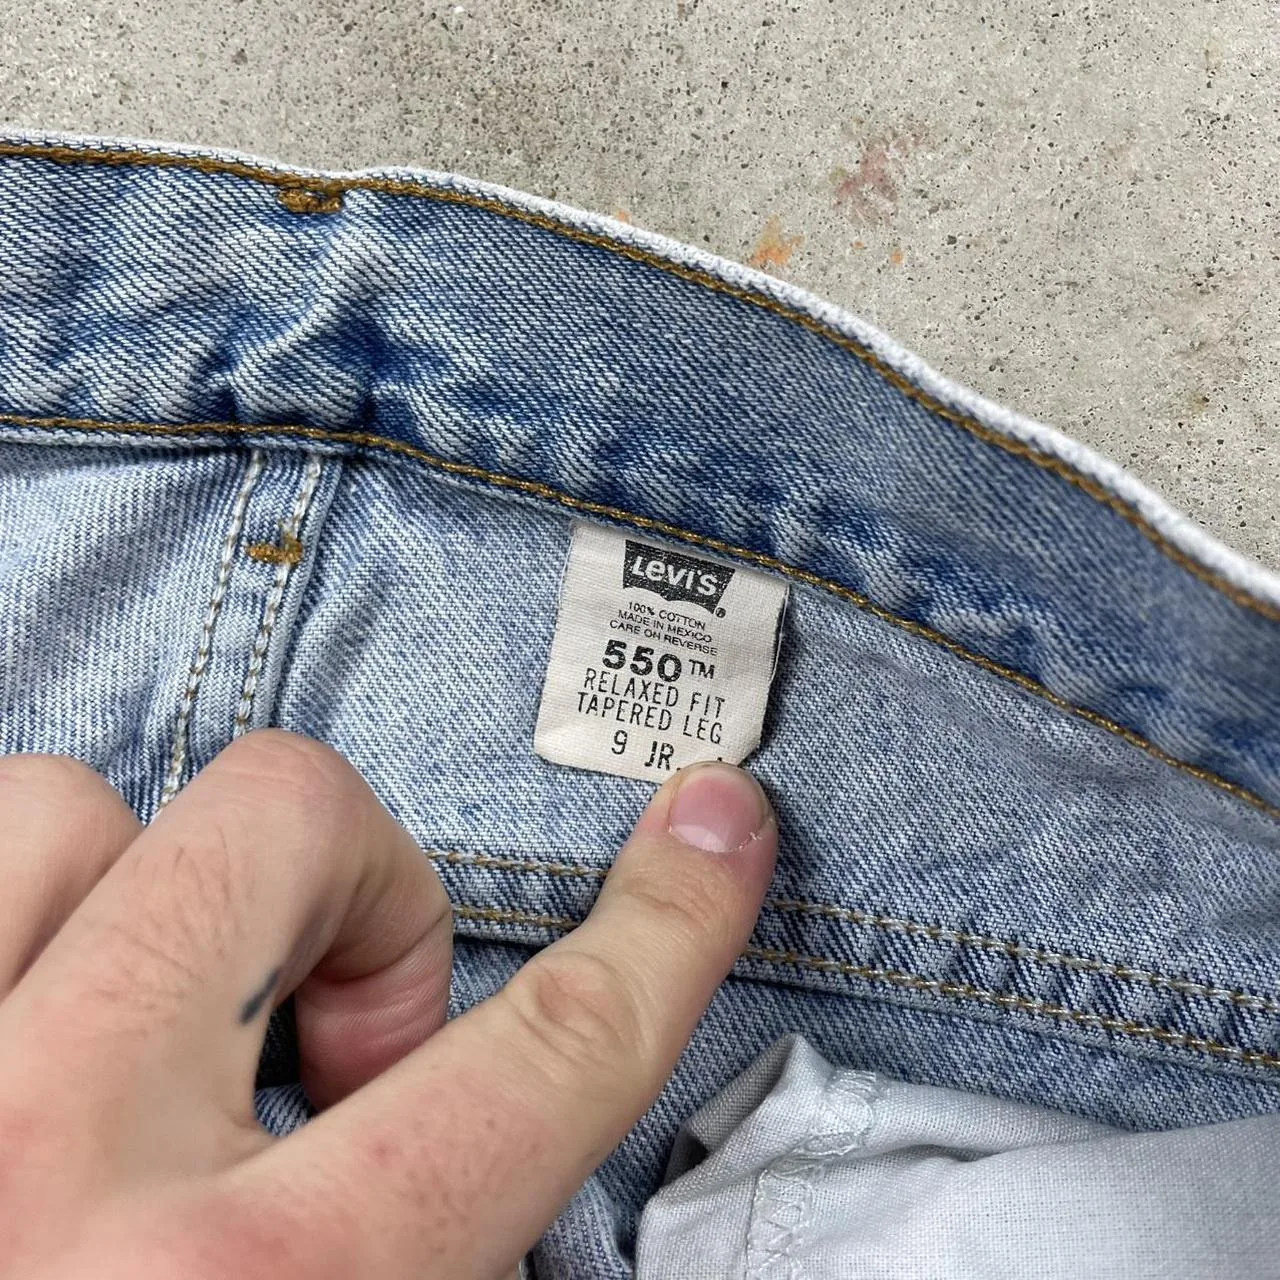 Levi's®
100% COTTON
MADE IN MEXICO
CARE ON REVERSE
550™
RELAXED FIT
TAPERED LEG
9 JR.